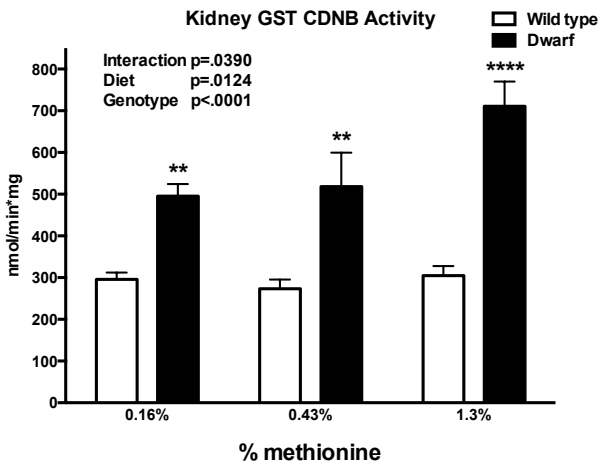 Kidney GST CDNB Activity
Wild type
Dwarf
Interaction p=.0390
Diet p=.0124
Genotype p<.0001
nmol/min*mg
800
700
600
500
400
300
200
100
0
**
**
****
0.16% 0.43% 1.3%
% methionine